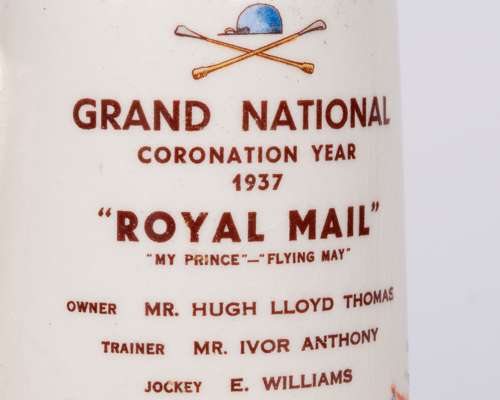 GRAND NATIONAL
CORONATION YEAR
1937
"ROYAL MAIL"
"MY PRINCE"—"FLYING MAY"
OWNER MR. HUGH LLOYD THOMAS
TRAINER MR. IVOR ANTHONY
JOCKEY E. WILLIAMS